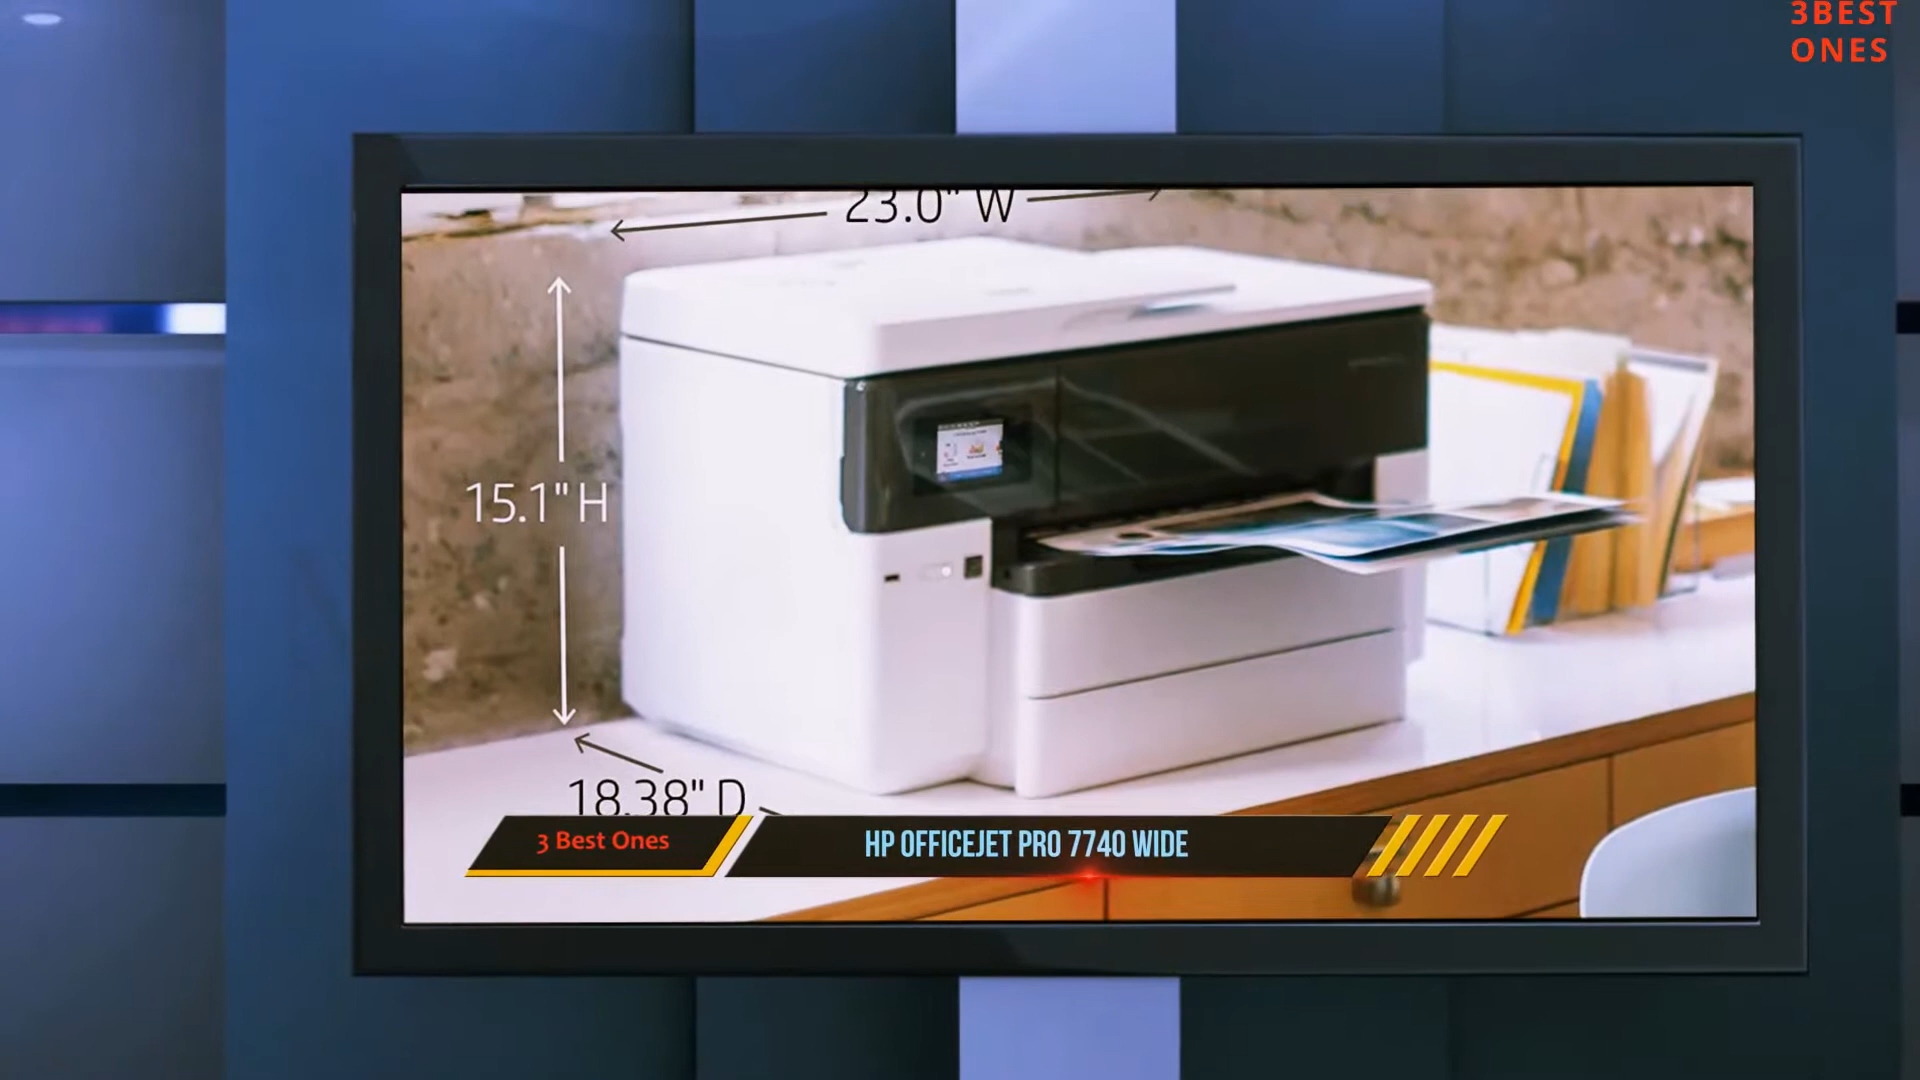 3BEST
ONES
23.0" W
15.1" H
18.38" D
3 Best Ones
HP OFFICEJET PRO 7740 WIDE